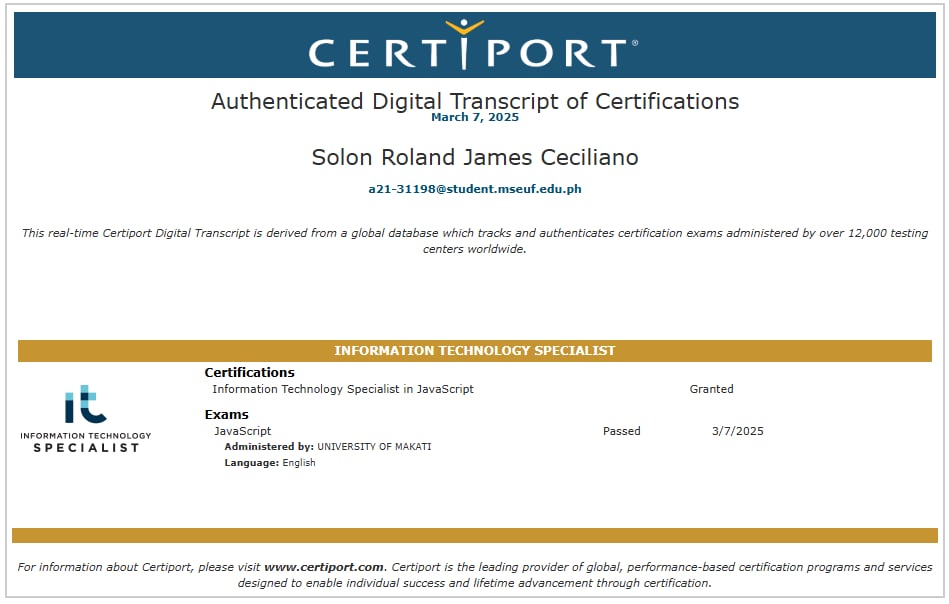 CERTIPORT®
Authenticated Digital Transcript of Certifications
March 7, 2025
Solon Roland James Ceciliano
a21-31198@student.mseuf.edu.ph
This real-time Certiport Digital Transcript is derived from a global database which tracks and authenticates certification exams administered by over 12,000 testing
centers worldwide.
INFORMATION TECHNOLOGY SPECIALIST
Certifications
Information Technology Specialist in JavaScript Granted
Exams
JavaScript Passed 3/7/2025
Administered by: UNIVERSITY OF MAKATI
Language: English
it
INFORMATION TECHNOLOGY
SPECIALIST
For information about Certiport, please visit www.certiport.com. Certiport is the leading provider of global, performance-based certification programs and services
designed to enable individual success and lifetime advancement through certification.